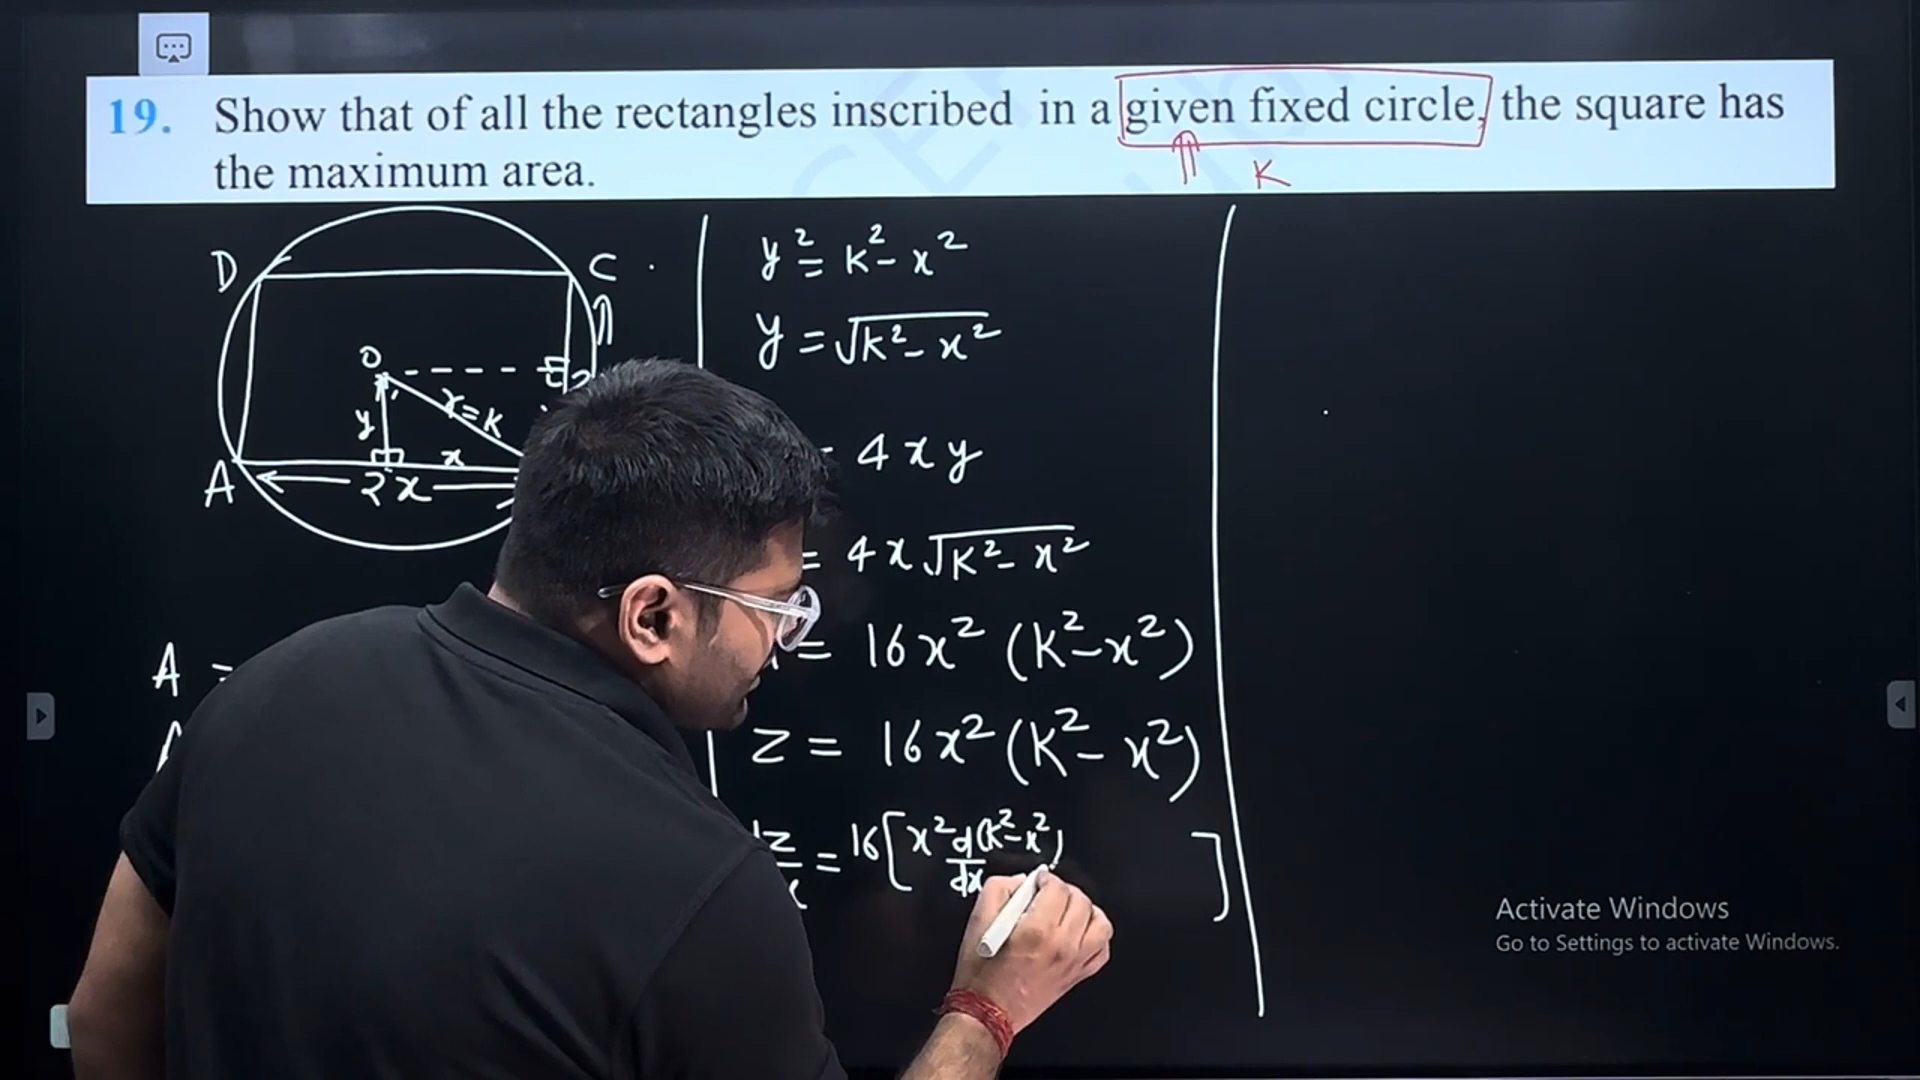 19. Show that of all the rectangles inscribed in a given fixed circle, the square has
the maximum area.
K
D
C
O
y
r=k
x
A
2x
A =
y² = k² - x²
y = √k² - x²
= 4xy
= 4x√k² - x²
= 16x² (k² - x²)
z = 16x² (k² - x²)
dz/dx = 16[x² d/dx (k² - x²) ]
Activate Windows
Go to Settings to activate Windows.